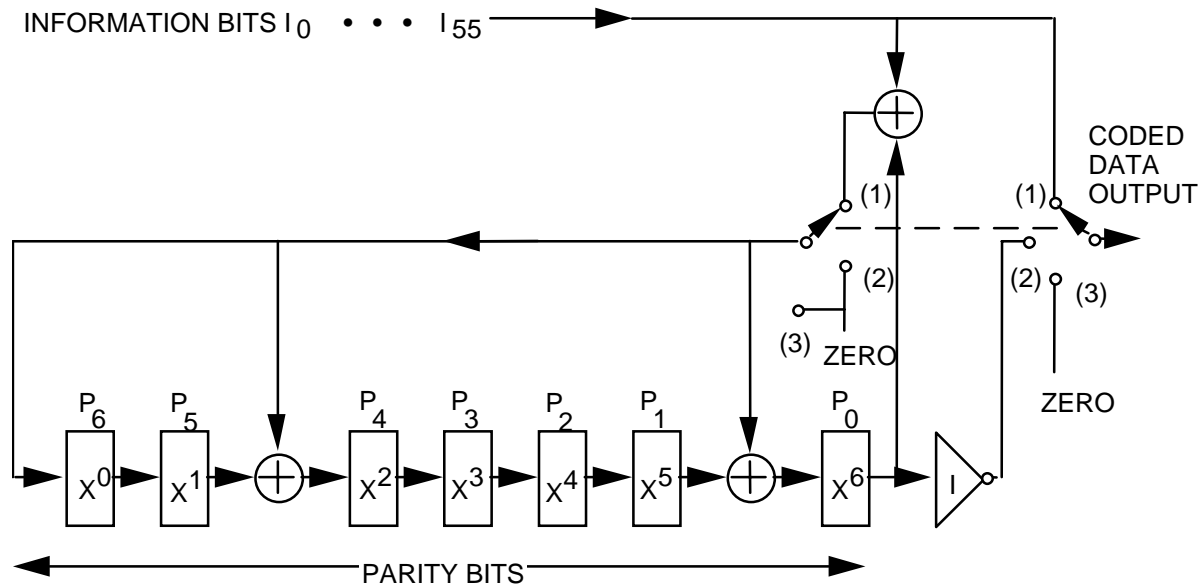 INFORMATION BITS I0 • • • I55
CODED
DATA
OUTPUT
(1)
(1)
(2)
(2)
(3)
(3)
ZERO
ZERO
P6 P5 P4 P3 P2 P1 P0
X0 X1 X2 X3 X4 X5 X6 I
PARITY BITS